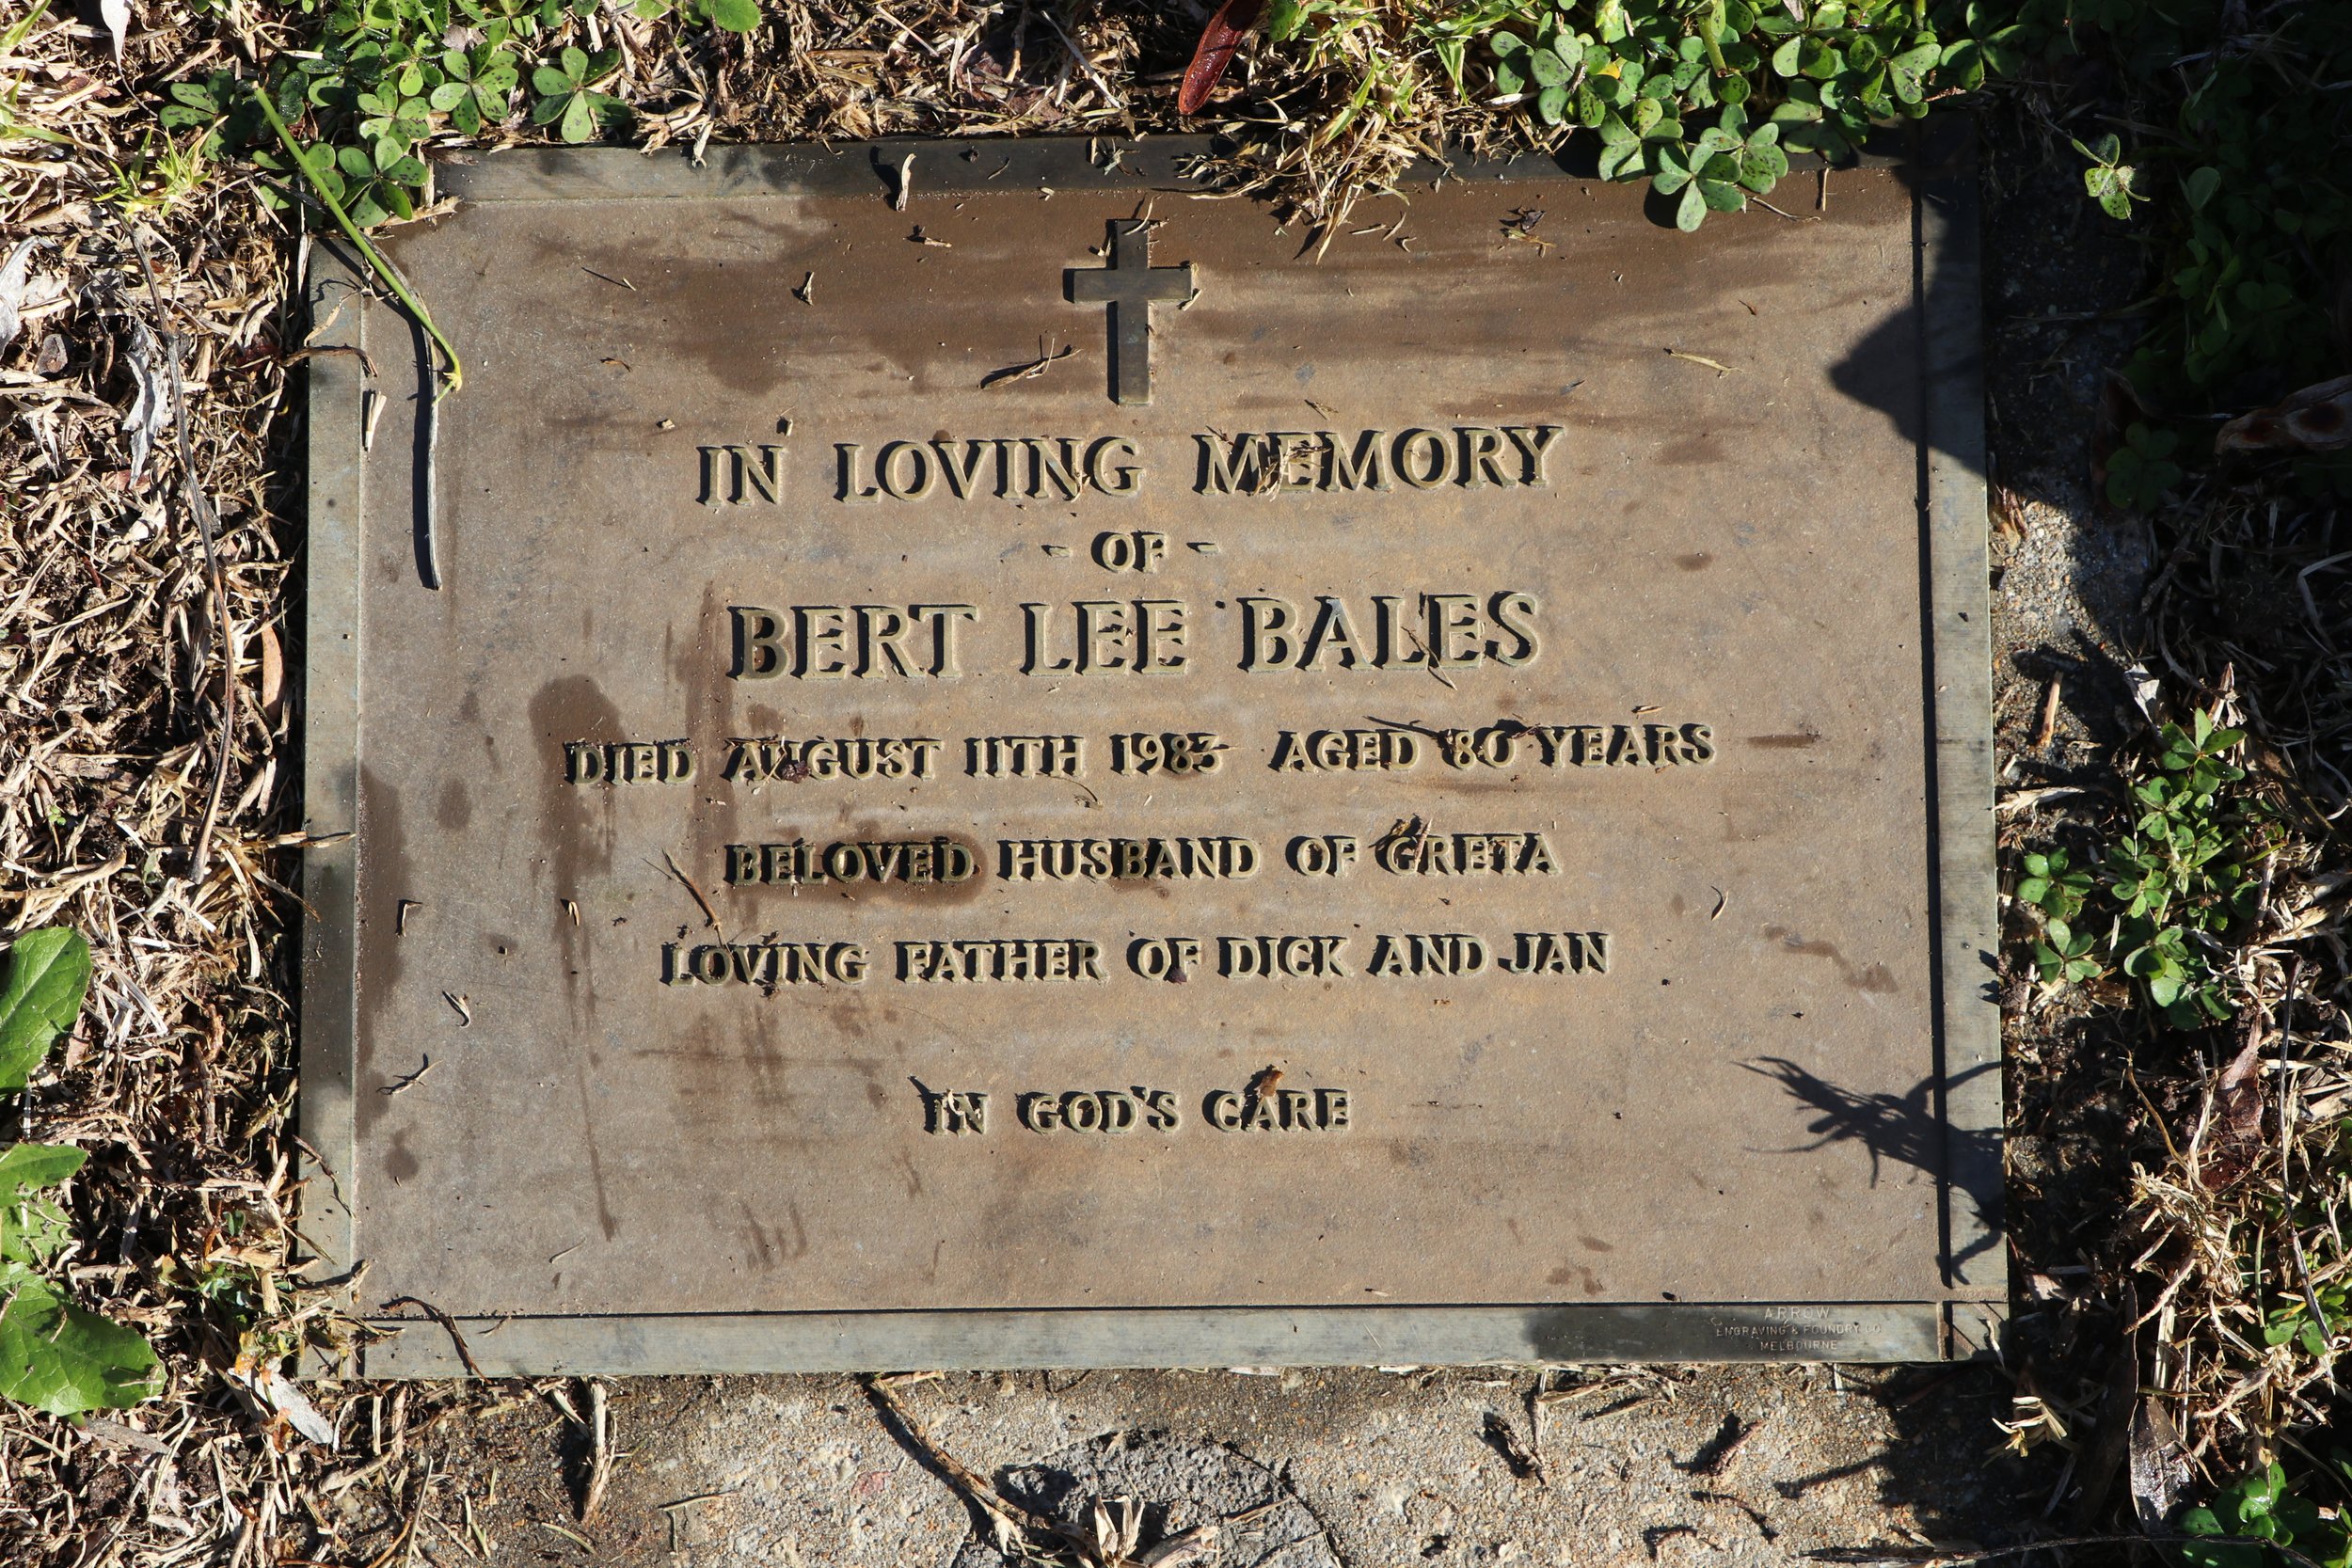 IN LOVING MEMORY
- OF -
BERT LEE BALES
DIED AUGUST 11TH 1983 AGED 80 YEARS
BELOVED HUSBAND OF GRETA
LOVING FATHER OF DICK AND JAN
IN GOD'S CARE
ARROW
ENGRAVING & FOUNDRY CO
MELBOURNE